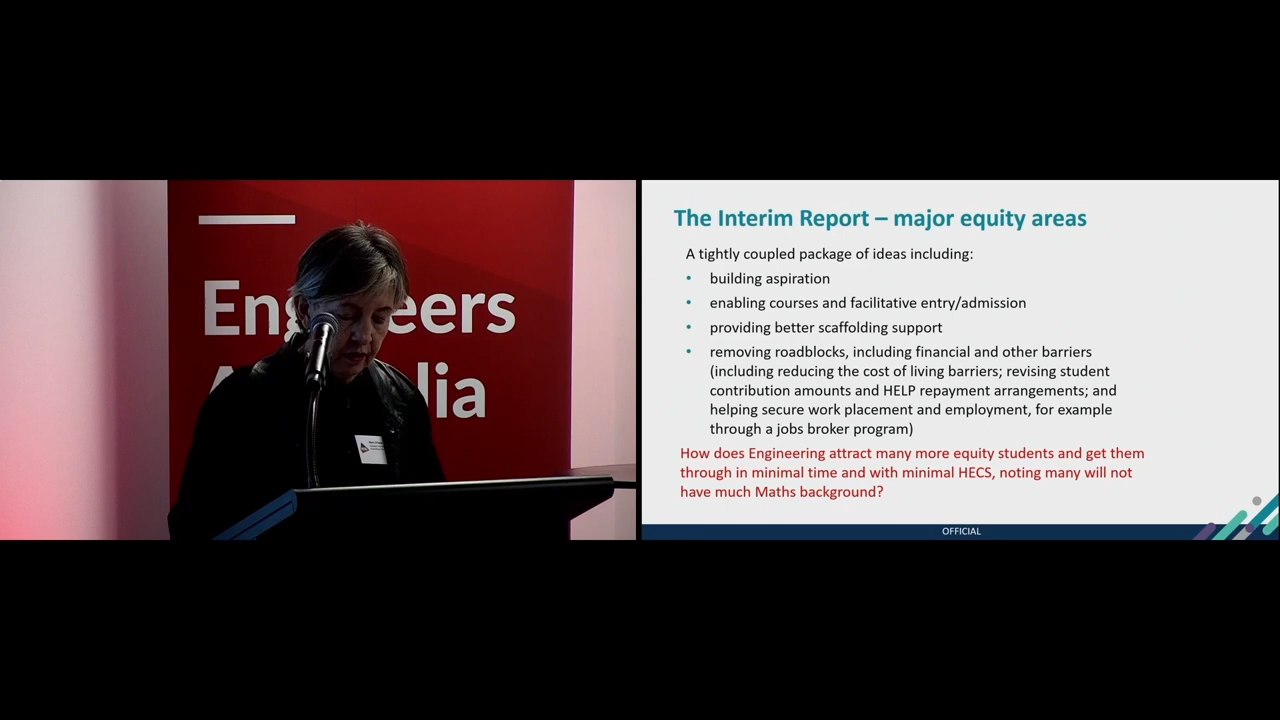 Engineers
Australia
The Interim Report – major equity areas
A tightly coupled package of ideas including:
• building aspiration
• enabling courses and facilitative entry/admission
• providing better scaffolding support
• removing roadblocks, including financial and other barriers
(including reducing the cost of living barriers; revising student
contribution amounts and HELP repayment arrangements; and
helping secure work placement and employment, for example
through a jobs broker program)
How does Engineering attract many more equity students and get them
through in minimal time and with minimal HECS, noting many will not
have much Maths background?
OFFICIAL